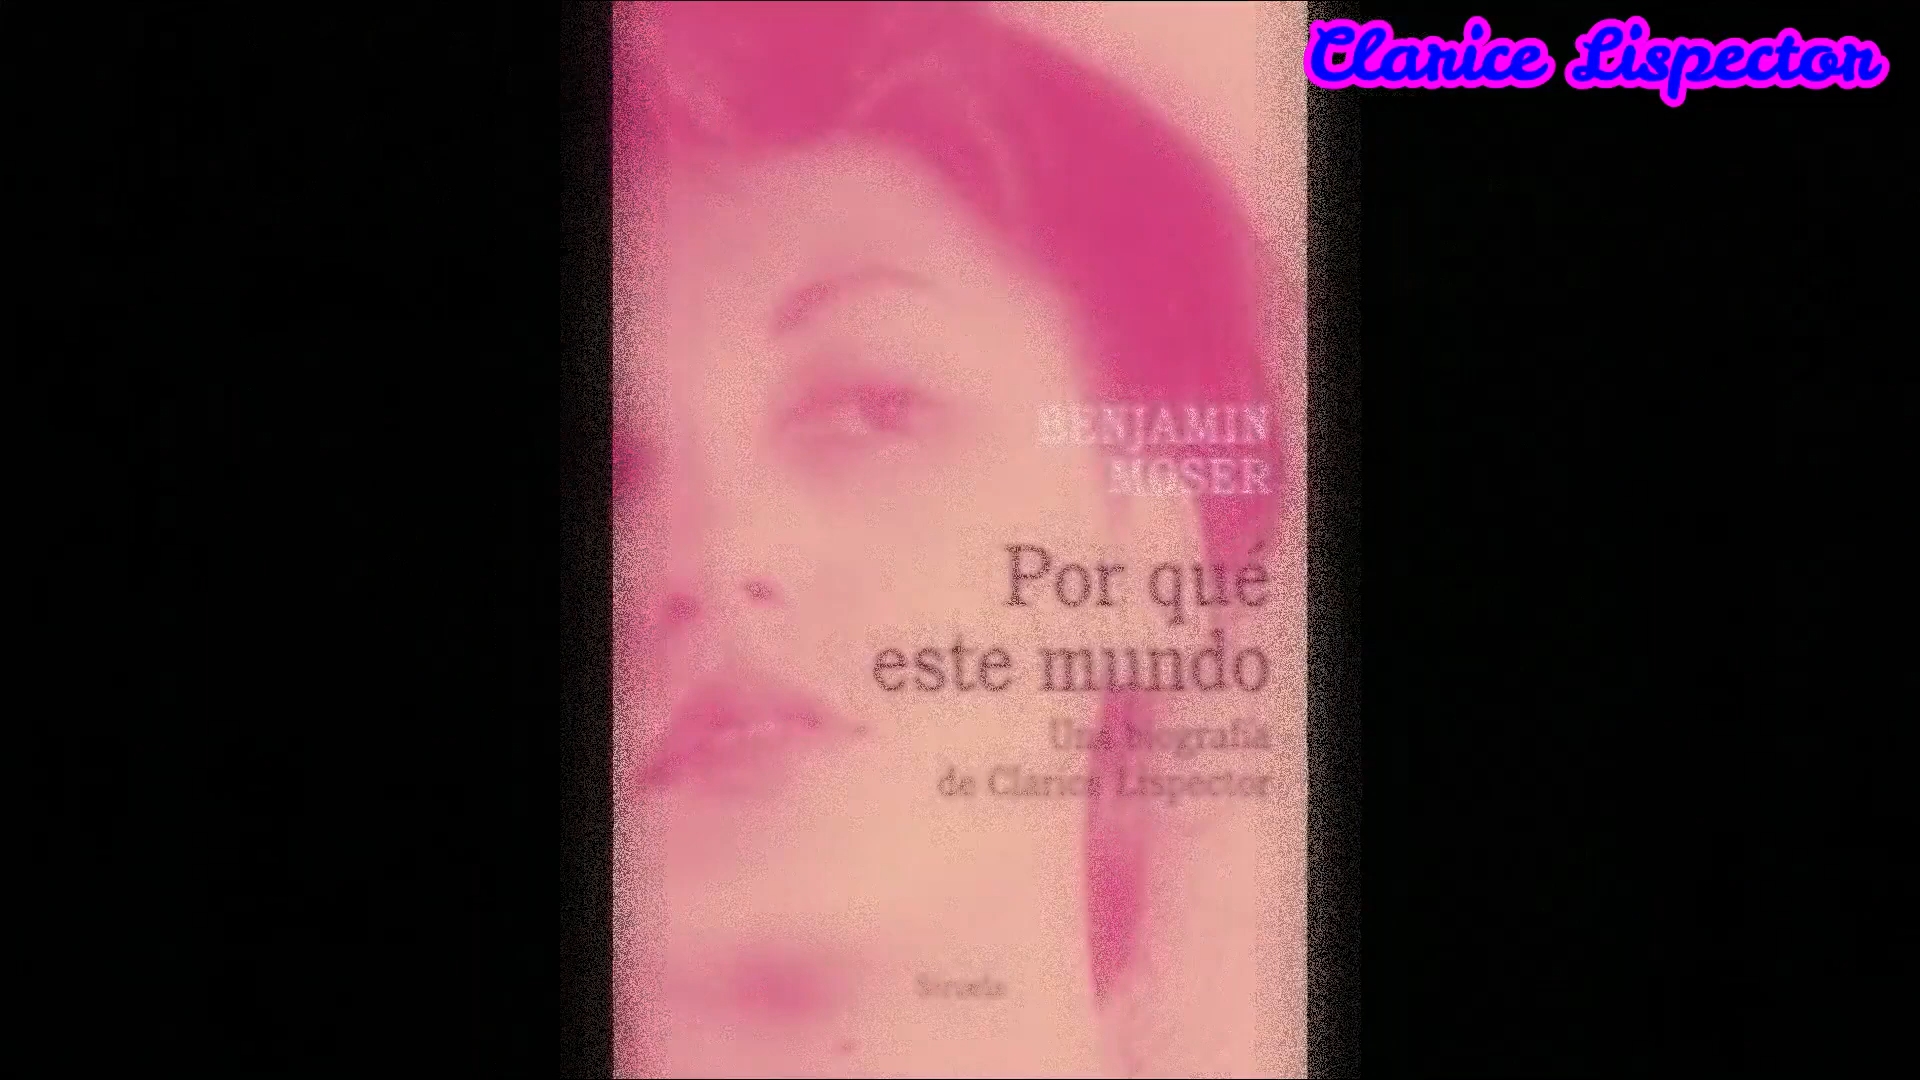 Clarice Lispector
BENJAMIN
MOSER
Por qué
este mundo
Una biografía
de Clarice Lispector
Siruela